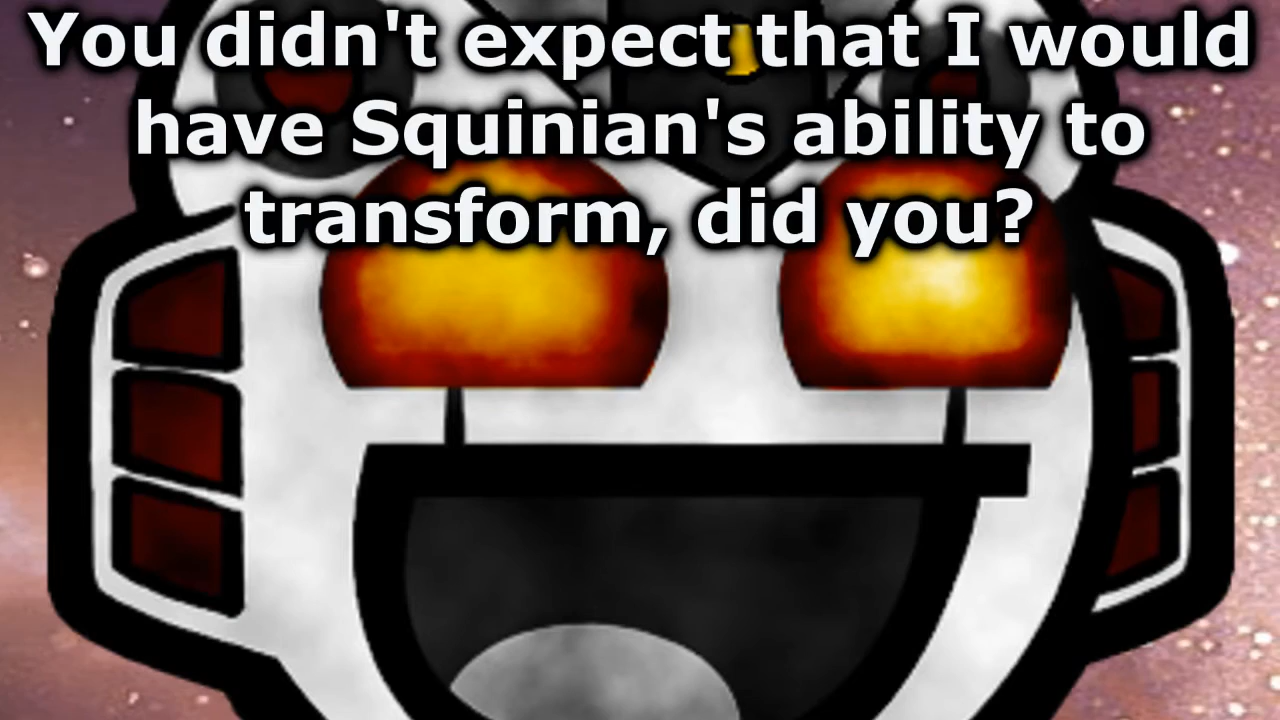 You didn't expect that I would
have Squinian's ability to
transform, did you?